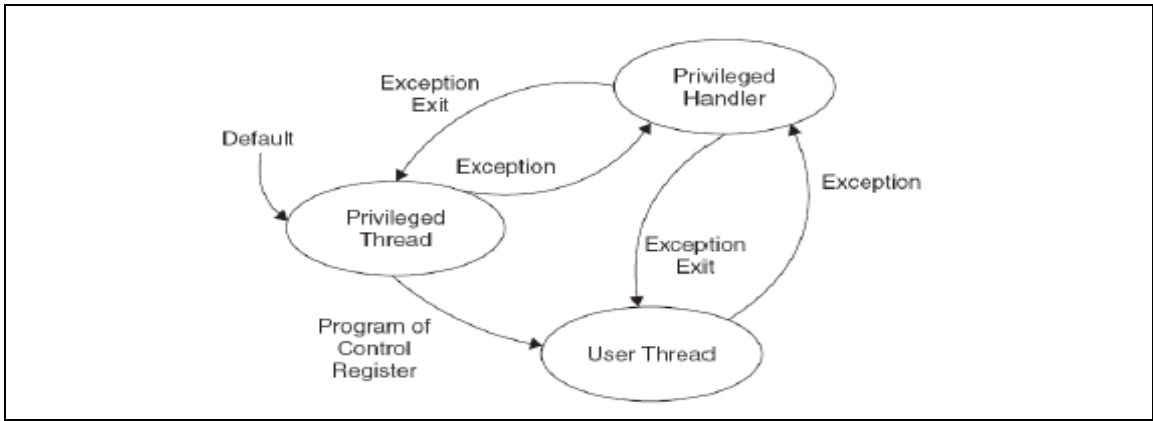 Privileged
Handler
Exception
Exit
Default
Exception
Exception
Privileged
Thread
Exception
Exit
Program of
Control
Register
User Thread